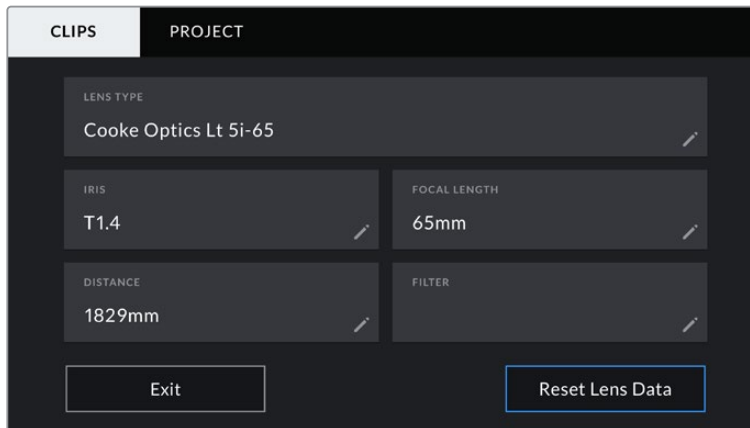 CLIPS PROJECT
LENS TYPE
Cooke Optics Lt 5i-65
IRIS FOCAL LENGTH
T1.4 65mm
DISTANCE FILTER
1829mm
Exit Reset Lens Data